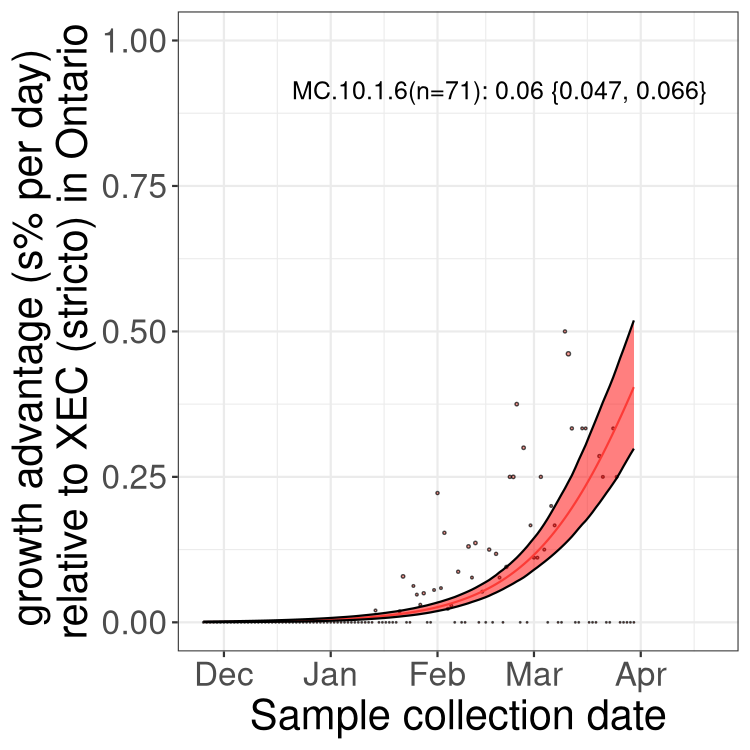 growth advantage (s% per day)
relative to XEC (stricto) in Ontario
1.00
MC.10.1.6(n=71): 0.06 {0.047, 0.066}
0.75
0.50
0.25
0.00
Dec Jan Feb Mar Apr
Sample collection date